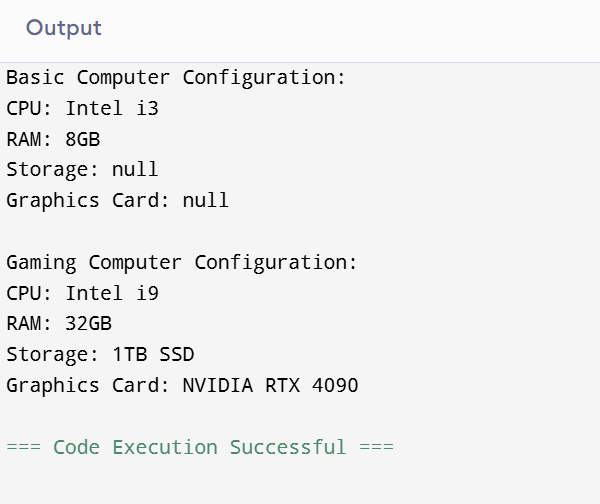 Output
Basic Computer Configuration:
CPU: Intel i3
RAM: 8GB
Storage: null
Graphics Card: null
Gaming Computer Configuration:
CPU: Intel i9
RAM: 32GB
Storage: 1TB SSD
Graphics Card: NVIDIA RTX 4090
=== Code Execution Successful ===